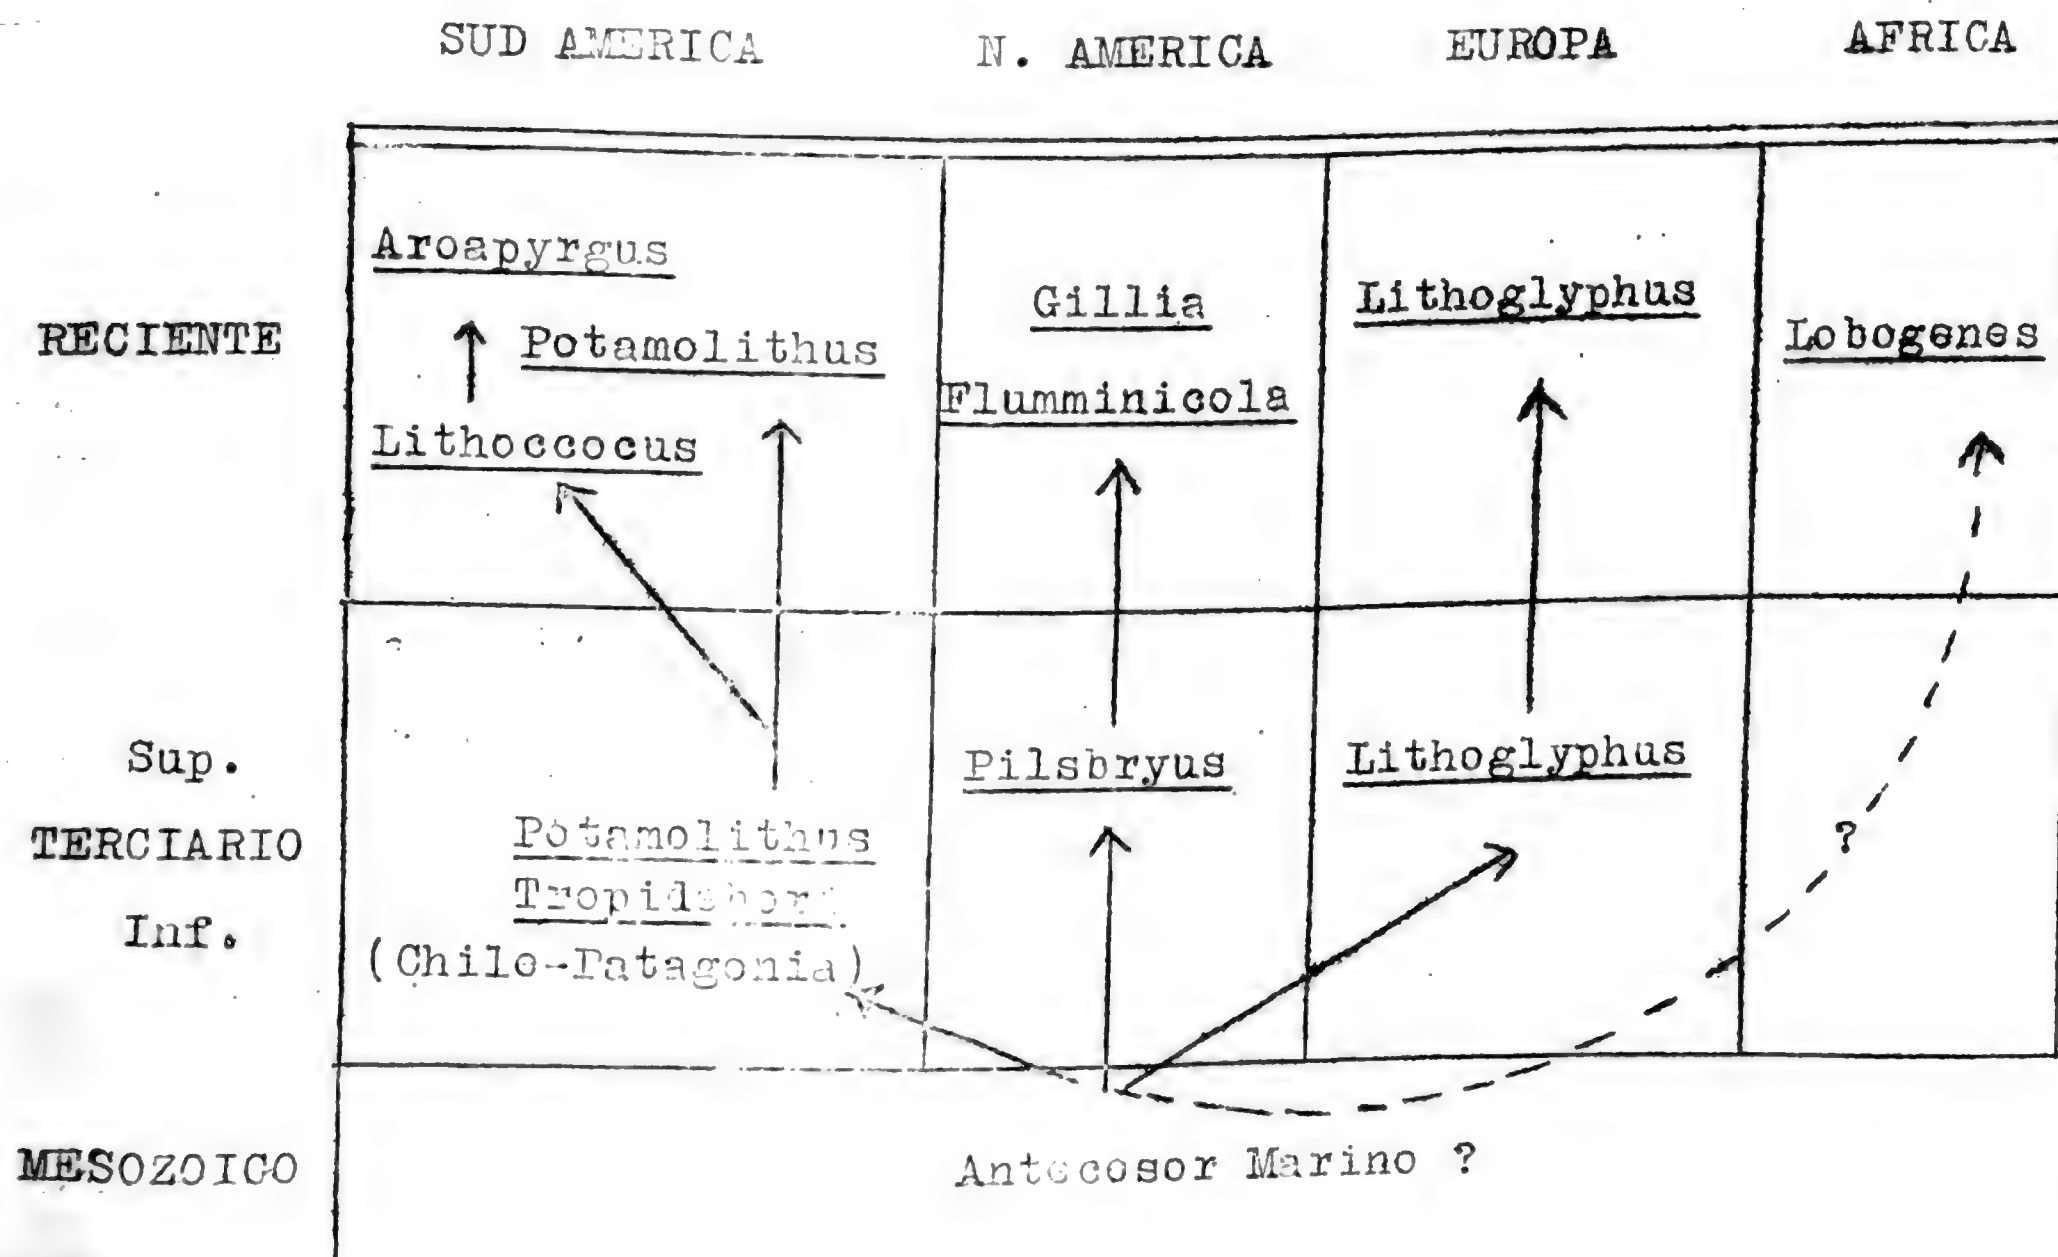 SUD AMERICA N. AMERICA EUROPA AFRICA
RECIENTE
Aroapyrgus
Potamolithus
Lithoccocus
Gillia
Flumminicola
Lithoglyphus
Lobogenes
Sup.
TERCIARIO
Inf.
Potamolithus
(Chile-Patagonia)
Pilsbryus
Lithoglyphus
?
MESOZOICO
Antecosor Marino ?